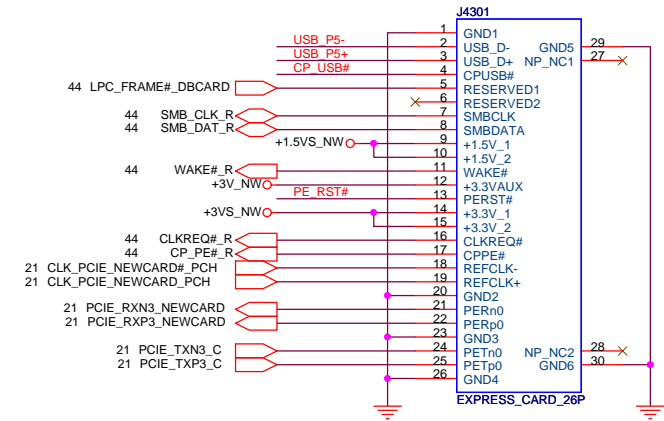 J4301
1 GND1
USB_P5- 2 USB_D- GND5 29
USB_P5+ 3 USB_D+ NP_NC1 27
CP_USB# 4 CPUSB#
44 LPC_FRAME#_DBCARD 5 RESERVED1
6 RESERVED2
44 SMB_CLK_R 7 SMBCLK
44 SMB_DAT_R 8 SMBDATA
+1.5VS_NW 9 +1.5V_1
10 +1.5V_2
44 WAKE#_R 11 WAKE#
+3V_NW 12 +3.3VAUX
PE_RST# 13 PERST#
+3VS_NW 14 +3.3V_1
15 +3.3V_2
44 CLKREQ#_R 16 CLKREQ#
44 CP_PE#_R 17 CPPE#
21 CLK_PCIE_NEWCARD#_PCH 18 REFCLK-
21 CLK_PCIE_NEWCARD_PCH 19 REFCLK+
20 GND2
21 PCIE_RXN3_NEWCARD 21 PERn0
21 PCIE_RXP3_NEWCARD 22 PERp0
23 GND3
21 PCIE_TXN3_C 24 PETn0 NP_NC2 28
21 PCIE_TXP3_C 25 PETp0 GND6 30
26 GND4
EXPRESS_CARD_26P